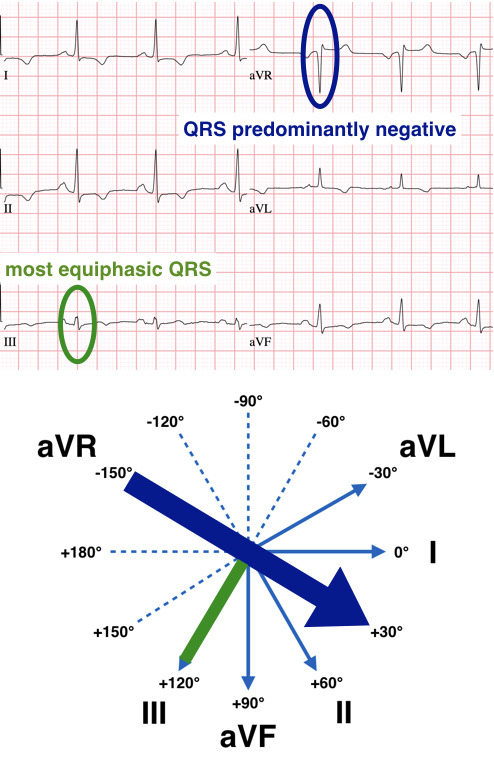 I
aVR
QRS predominantly negative
II
aVL
most equiphasic QRS
III
aVF
-90°
-120°
-60°
aVR
aVL
-150°
-30°
+180°
0°
I
+150°
+30°
+120°
+60°
+90°
III
II
aVF